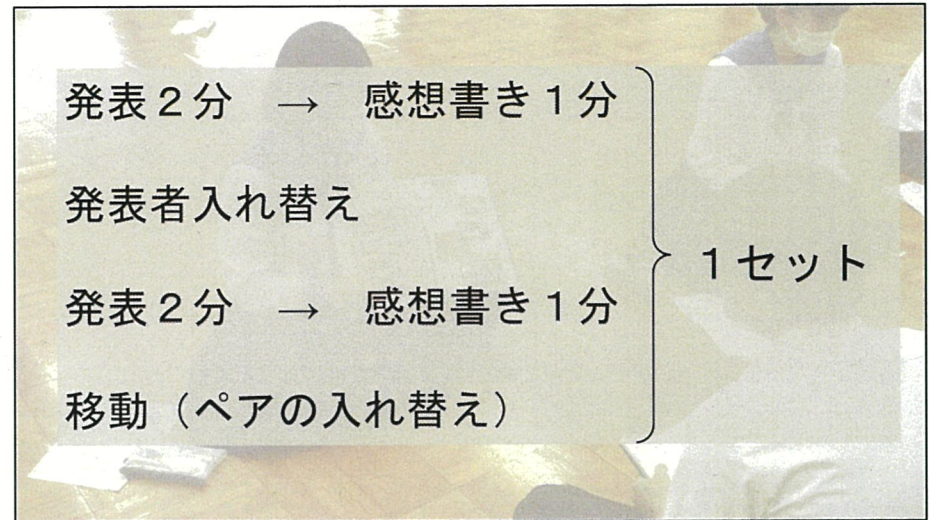 発表２分　→　感想書き１分
発表者入れ替え
発表２分　→　感想書き１分
移動（ペアの入れ替え）
１セット